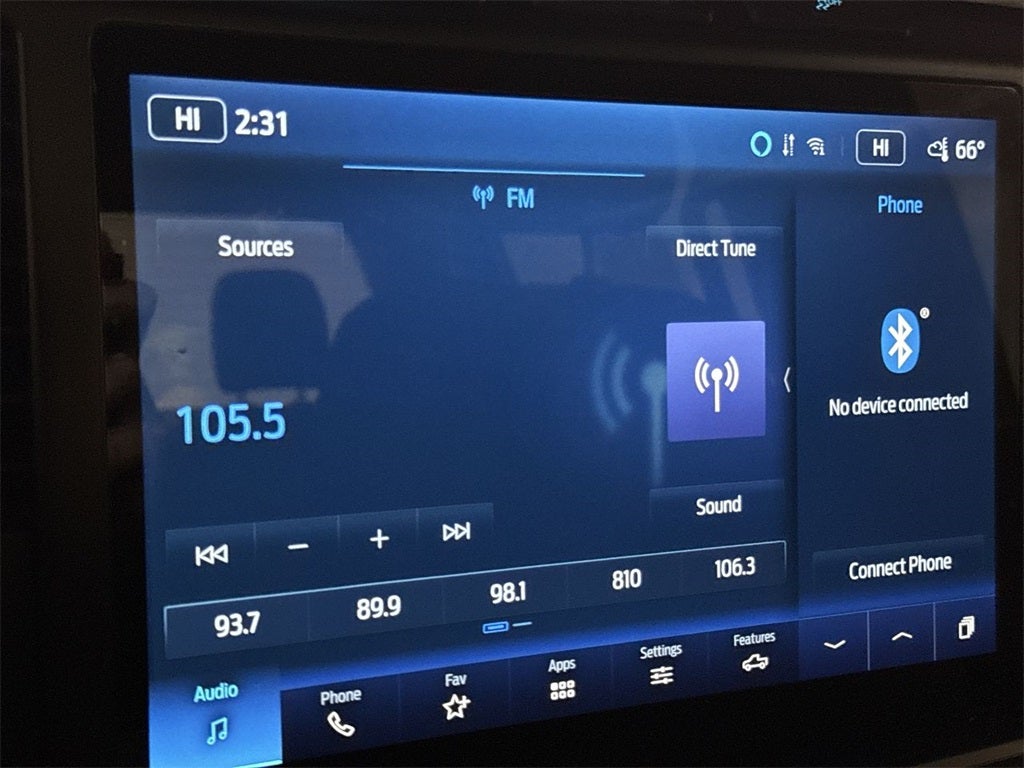 OFF
HI 2:31
HI 66°
FM
Phone
Sources
Direct Tune
105.5
No device connected
Sound
Connect Phone
93.7 89.9 98.1 810 106.3
Audio Phone Fav Apps Settings Features